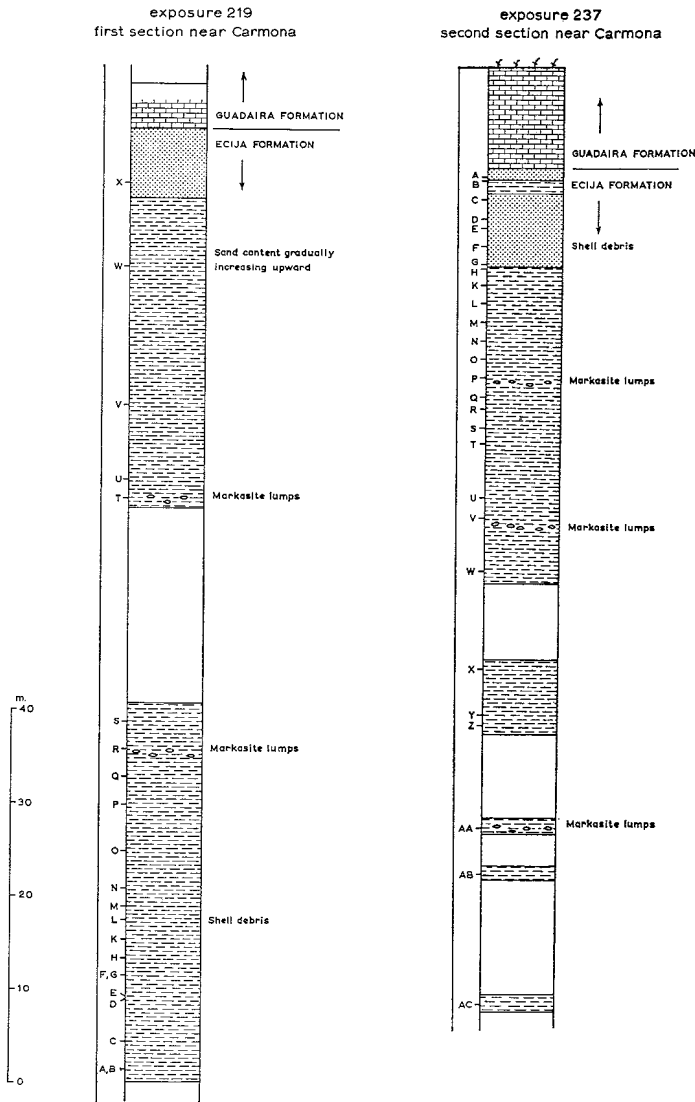 exposure 219
first section near Carmona
GUADAIRA FORMATION
ECIJA FORMATION
X
Sand content gradually
increasing upward
W
V
U
T
Markasite lumps
m.
40
S
R
Markasite lumps
Q
P
30
O
20
N
M
L
Shell debris
K
H
F,G
10
E
D
C
A,B
0
exposure 237
second section near Carmona
GUADAIRA FORMATION
A
B
ECIJA FORMATION
C
D
E
F
Shell debris
G
H
K
L
M
N
O
P
Markasite lumps
Q
R
S
T
U
V
Markasite lumps
W
X
Y
Z
AA
Markasite lumps
AB
AC